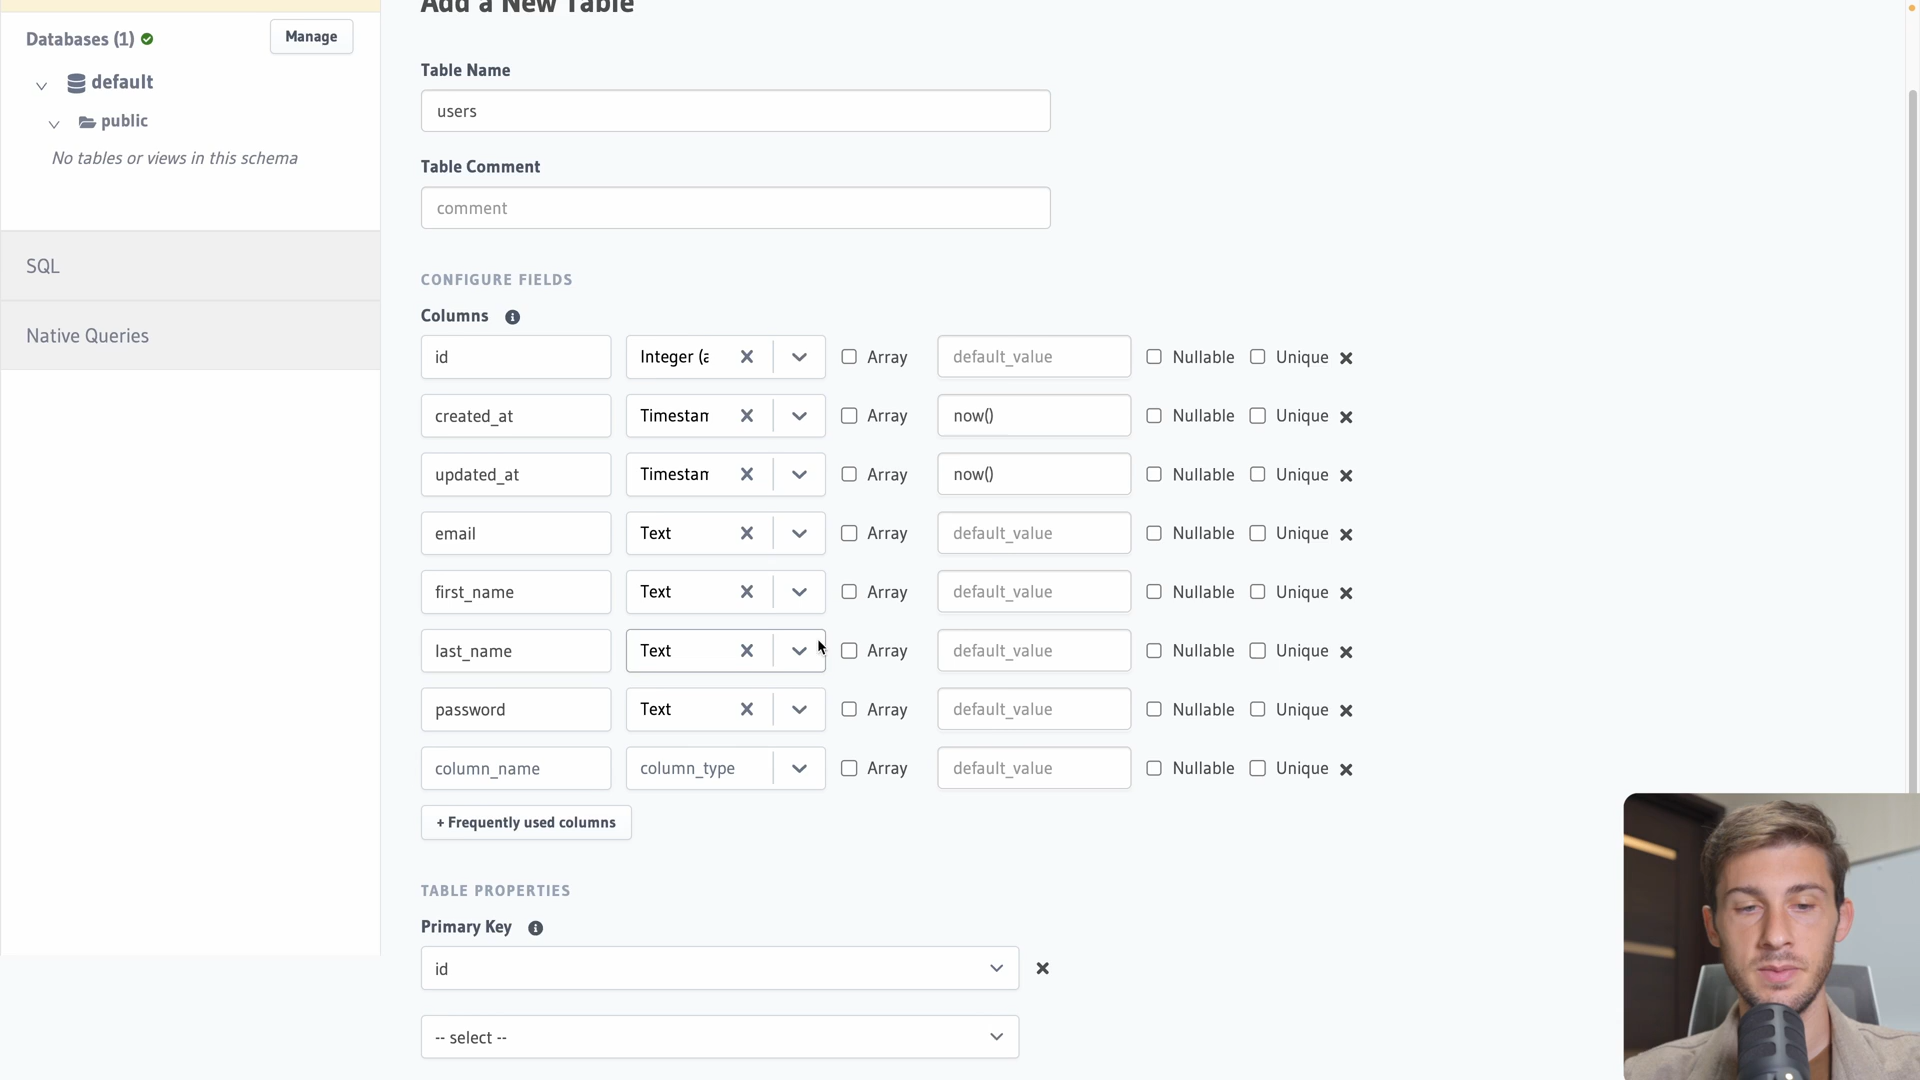 Add a New Table
Databases (1)
Manage
default
public
No tables or views in this schema
SQL
Native Queries
Table Name
users
Table Comment
comment
CONFIGURE FIELDS
Columns
id Integer (a Array default_value Nullable Unique
created_at Timestam Array now() Nullable Unique
updated_at Timestam Array now() Nullable Unique
email Text Array default_value Nullable Unique
first_name Text Array default_value Nullable Unique
last_name Text Array default_value Nullable Unique
password Text Array default_value Nullable Unique
column_name column_type Array default_value Nullable Unique
+ Frequently used columns
TABLE PROPERTIES
Primary Key
id
-- select --